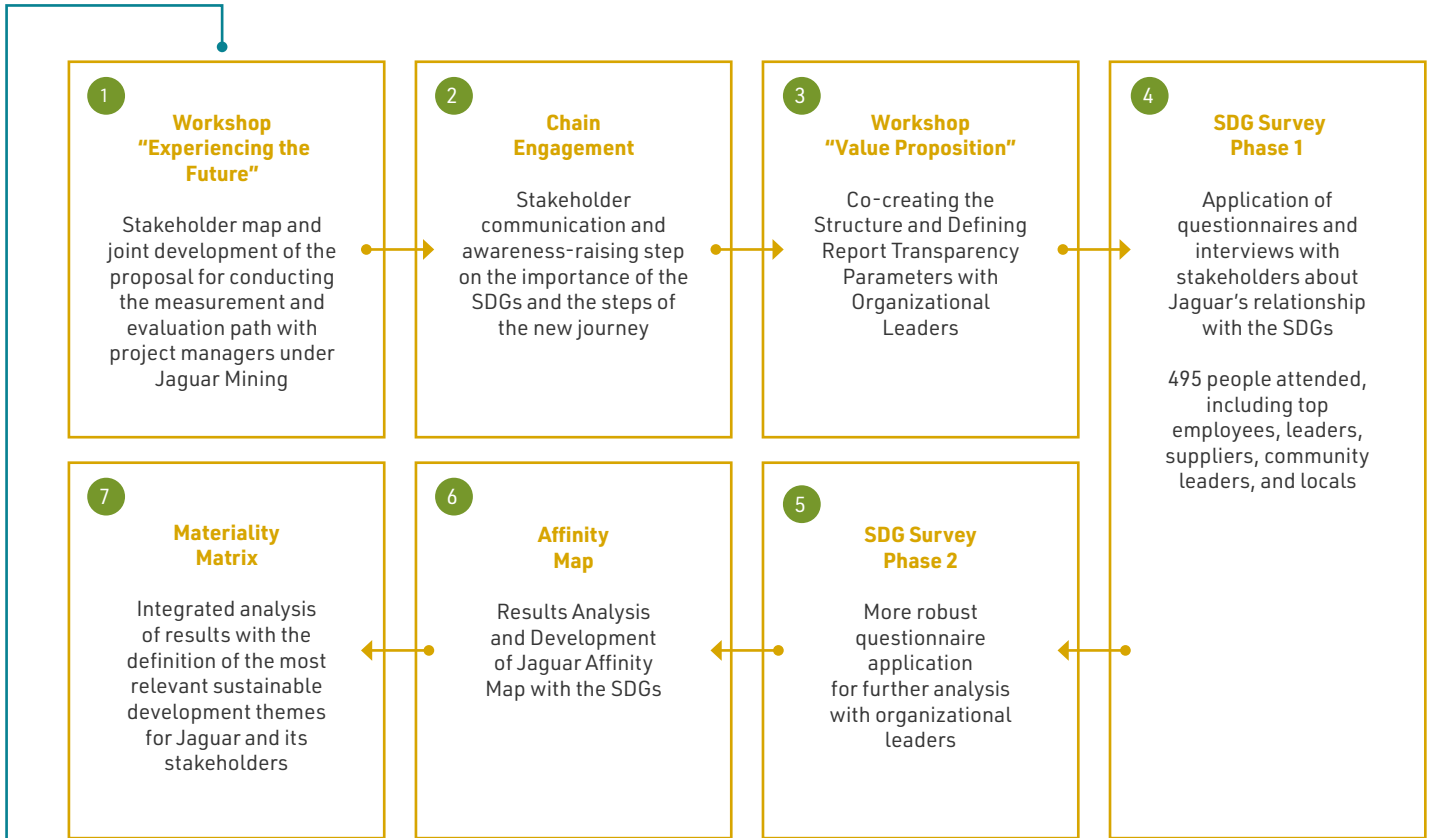 1
Workshop
“Experiencing the
Future”
Stakeholder map and
joint development of the
proposal for conducting
the measurement and
evaluation path with
project managers under
Jaguar Mining
2
Chain
Engagement
Stakeholder
communication and
awareness-raising step
on the importance of the
SDGs and the steps of
the new journey
3
Workshop
“Value Proposition”
Co-creating the
Structure and Defining
Report Transparency
Parameters with
Organizational
Leaders
4
SDG Survey
Phase 1
Application of
questionnaires and
interviews with
stakeholders about
Jaguar’s relationship
with the SDGs
495 people attended,
including top
employees, leaders,
suppliers, community
leaders, and locals
5
SDG Survey
Phase 2
More robust
questionnaire
application
for further analysis
with organizational
leaders
6
Affinity
Map
Results Analysis
and Development
of Jaguar Affinity
Map with the SDGs
7
Materiality
Matrix
Integrated analysis
of results with the
definition of the most
relevant sustainable
development themes
for Jaguar and its
stakeholders